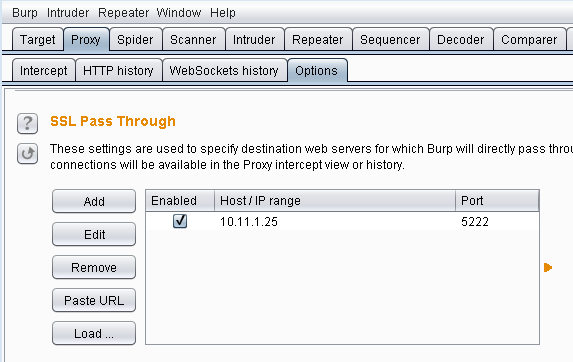 Burp Intruder Repeater Window Help
Target Proxy Spider Scanner Intruder Repeater Sequencer Decoder Comparer
Intercept HTTP history WebSockets history Options
? SSL Pass Through
These settings are used to specify destination web servers for which Burp will directly pass
connections will be available in the Proxy intercept view or history.
Add
Edit
Remove
Paste URL
Load ...
Enabled Host / IP range Port
10.11.1.25 5222